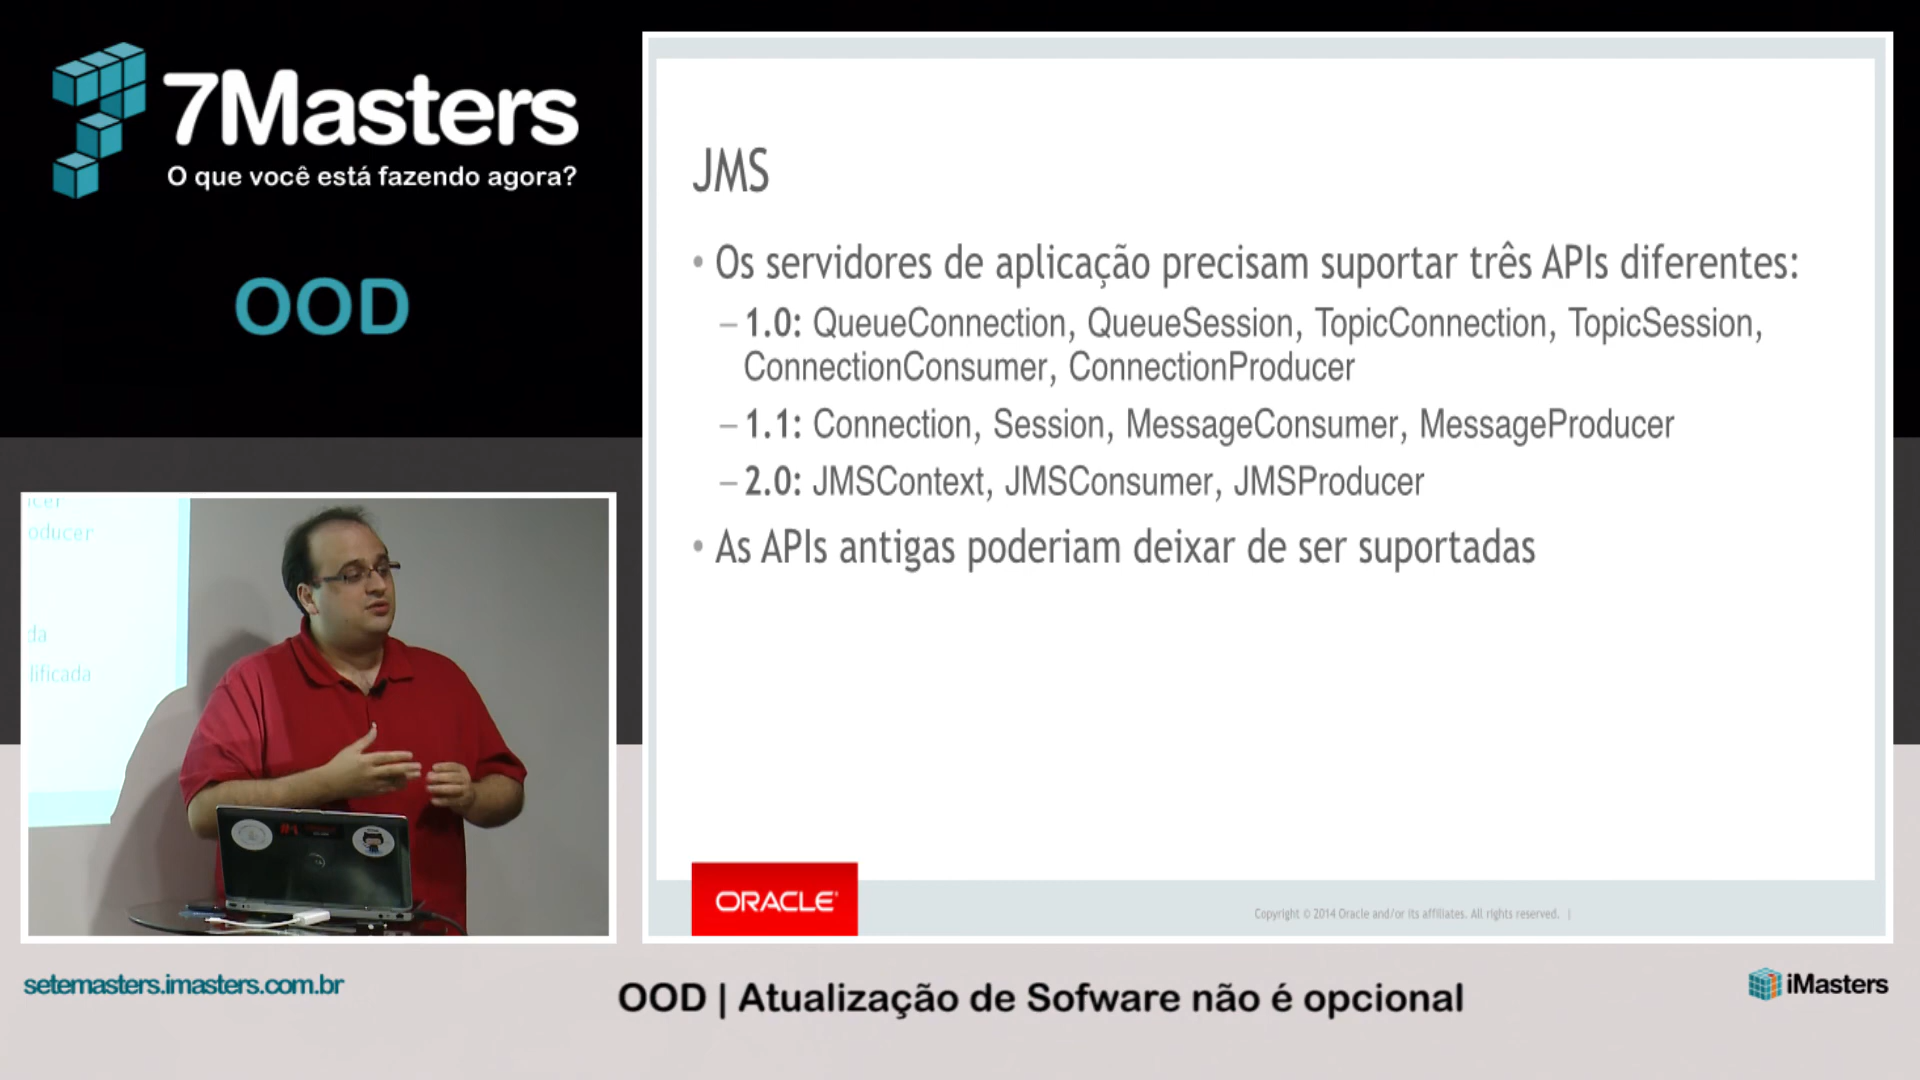 7Masters
O que você está fazendo agora?
OOD
JMS
• Os servidores de aplicação precisam suportar três APIs diferentes:
– 1.0: QueueConnection, QueueSession, TopicConnection, TopicSession,
ConnectionConsumer, ConnectionProducer
– 1.1: Connection, Session, MessageConsumer, MessageProducer
– 2.0: JMSContext, JMSConsumer, JMSProducer
• As APIs antigas poderiam deixar de ser suportadas
oducer
da
lificada
ORACLE
Copyright © 2014 Oracle and/or its affiliates. All rights reserved. |
setemasters.imasters.com.br
OOD | Atualização de Sofware não é opcional
iMasters